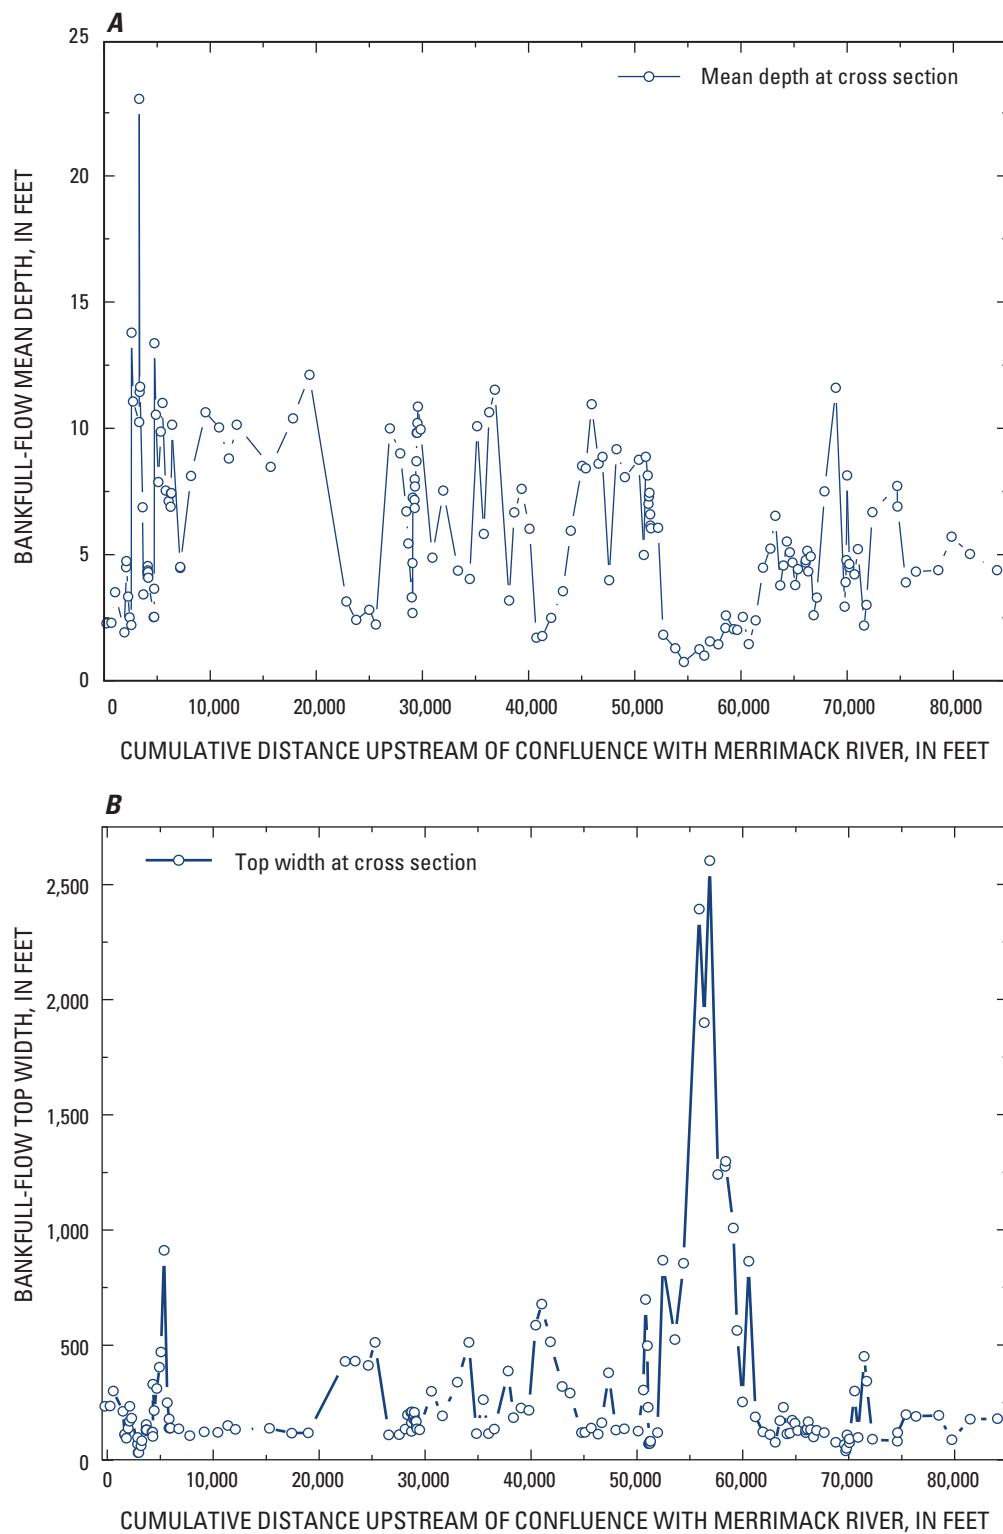 A
25
20
15
10
5
0
BANKFULL-FLOW MEAN DEPTH, IN FEET
Mean depth at cross section
0 10,000 20,000 30,000 40,000 50,000 60,000 70,000 80,000
CUMULATIVE DISTANCE UPSTREAM OF CONFLUENCE WITH MERRIMACK RIVER, IN FEET
B
2,500
2,000
1,500
1,000
500
0
BANKFULL-FLOW TOP WIDTH, IN FEET
Top width at cross section
0 10,000 20,000 30,000 40,000 50,000 60,000 70,000 80,000
CUMULATIVE DISTANCE UPSTREAM OF CONFLUENCE WITH MERRIMACK RIVER, IN FEET